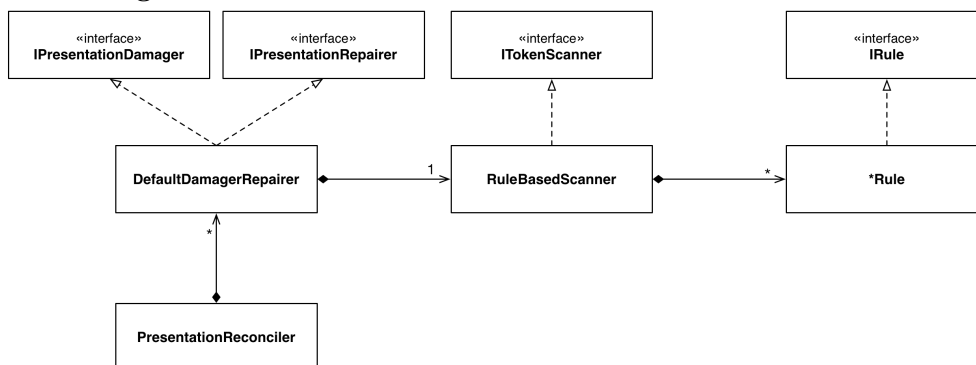 «interface»
IPresentationDamager
«interface»
IPresentationRepairer
«interface»
ITokenScanner
«interface»
IRule
DefaultDamagerRepairer
1
RuleBasedScanner
*
*Rule
*
PresentationReconciler